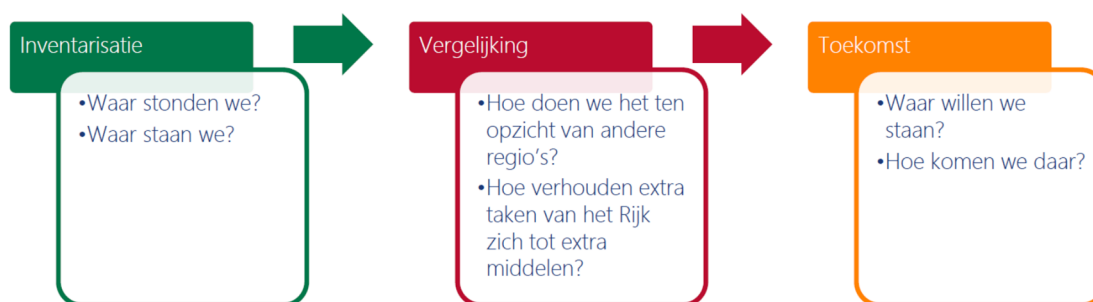 Inventarisatie
•Waar stonden we?
•Waar staan we?
Vergelijking
•Hoe doen we het ten
opzicht van andere
regio's?
•Hoe verhouden extra
taken van het Rijk
zich tot extra
middelen?
Toekomst
•Waar willen we
staan?
•Hoe komen we daar?